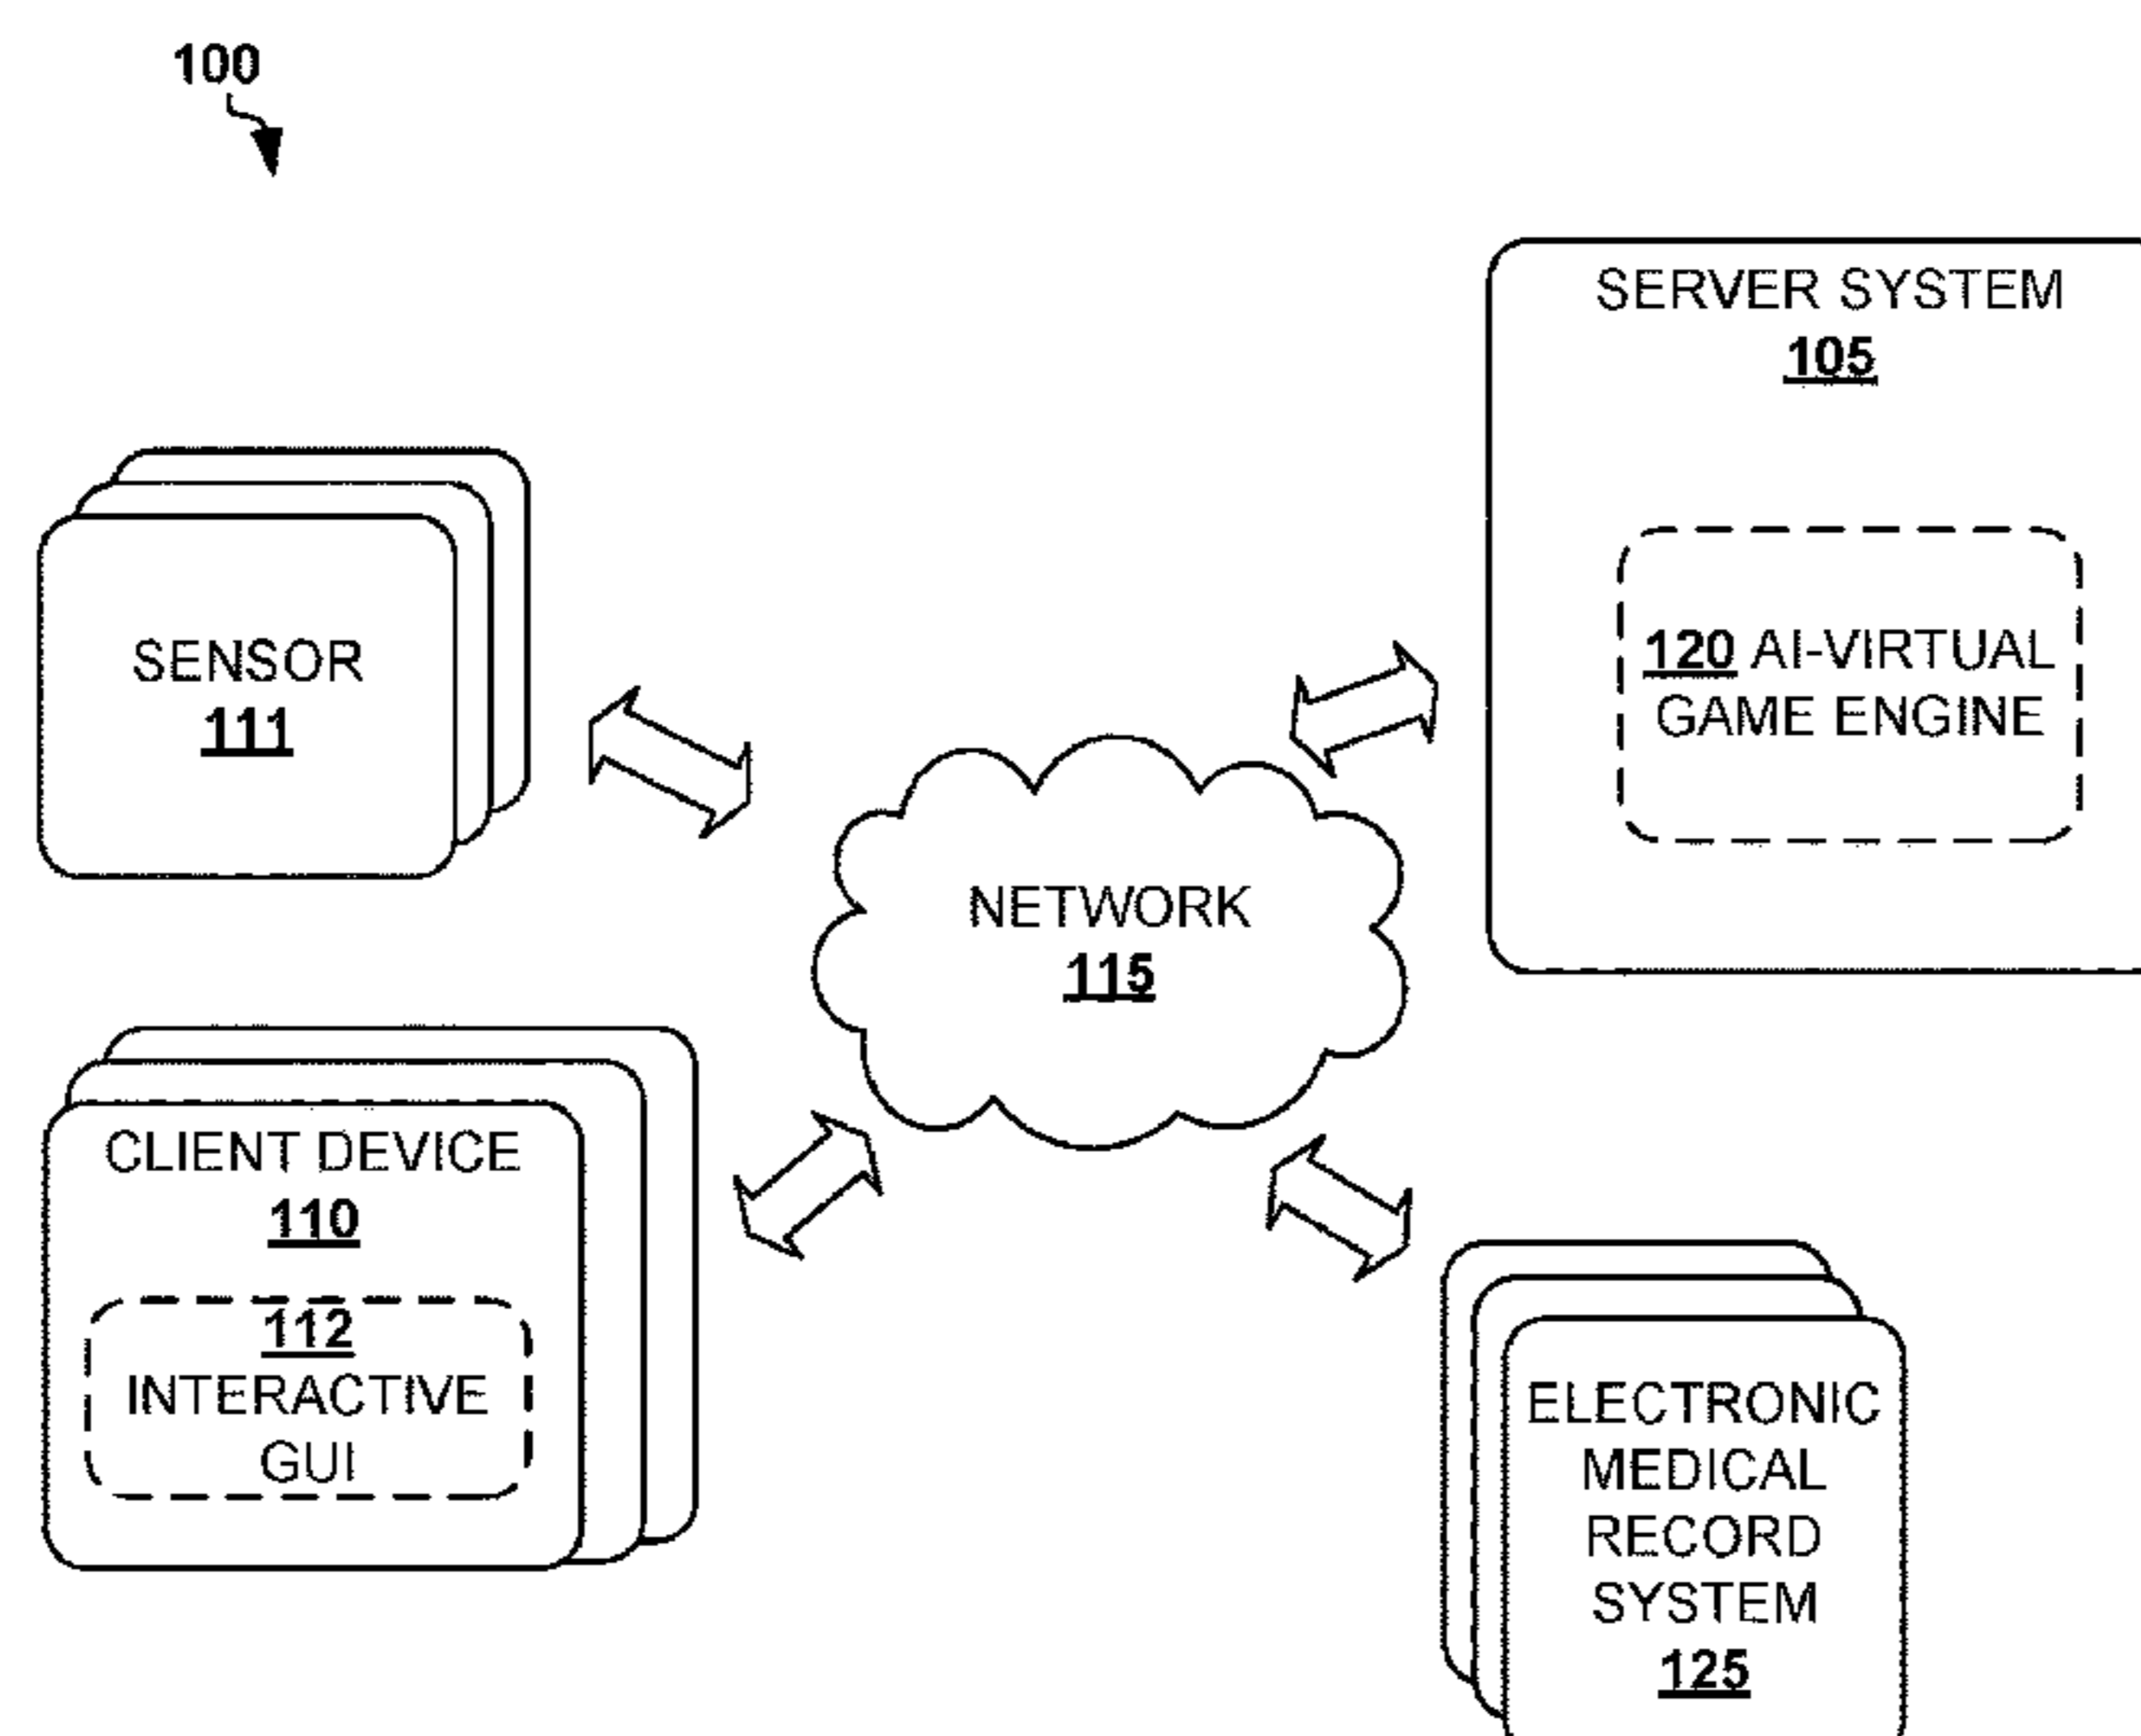 100
SERVER SYSTEM
105
120 AI-VIRTUAL
GAME ENGINE
SENSOR
111
NETWORK
115
CLIENT DEVICE
110
112
INTERACTIVE
GUI
ELECTRONIC
MEDICAL
RECORD
SYSTEM
125